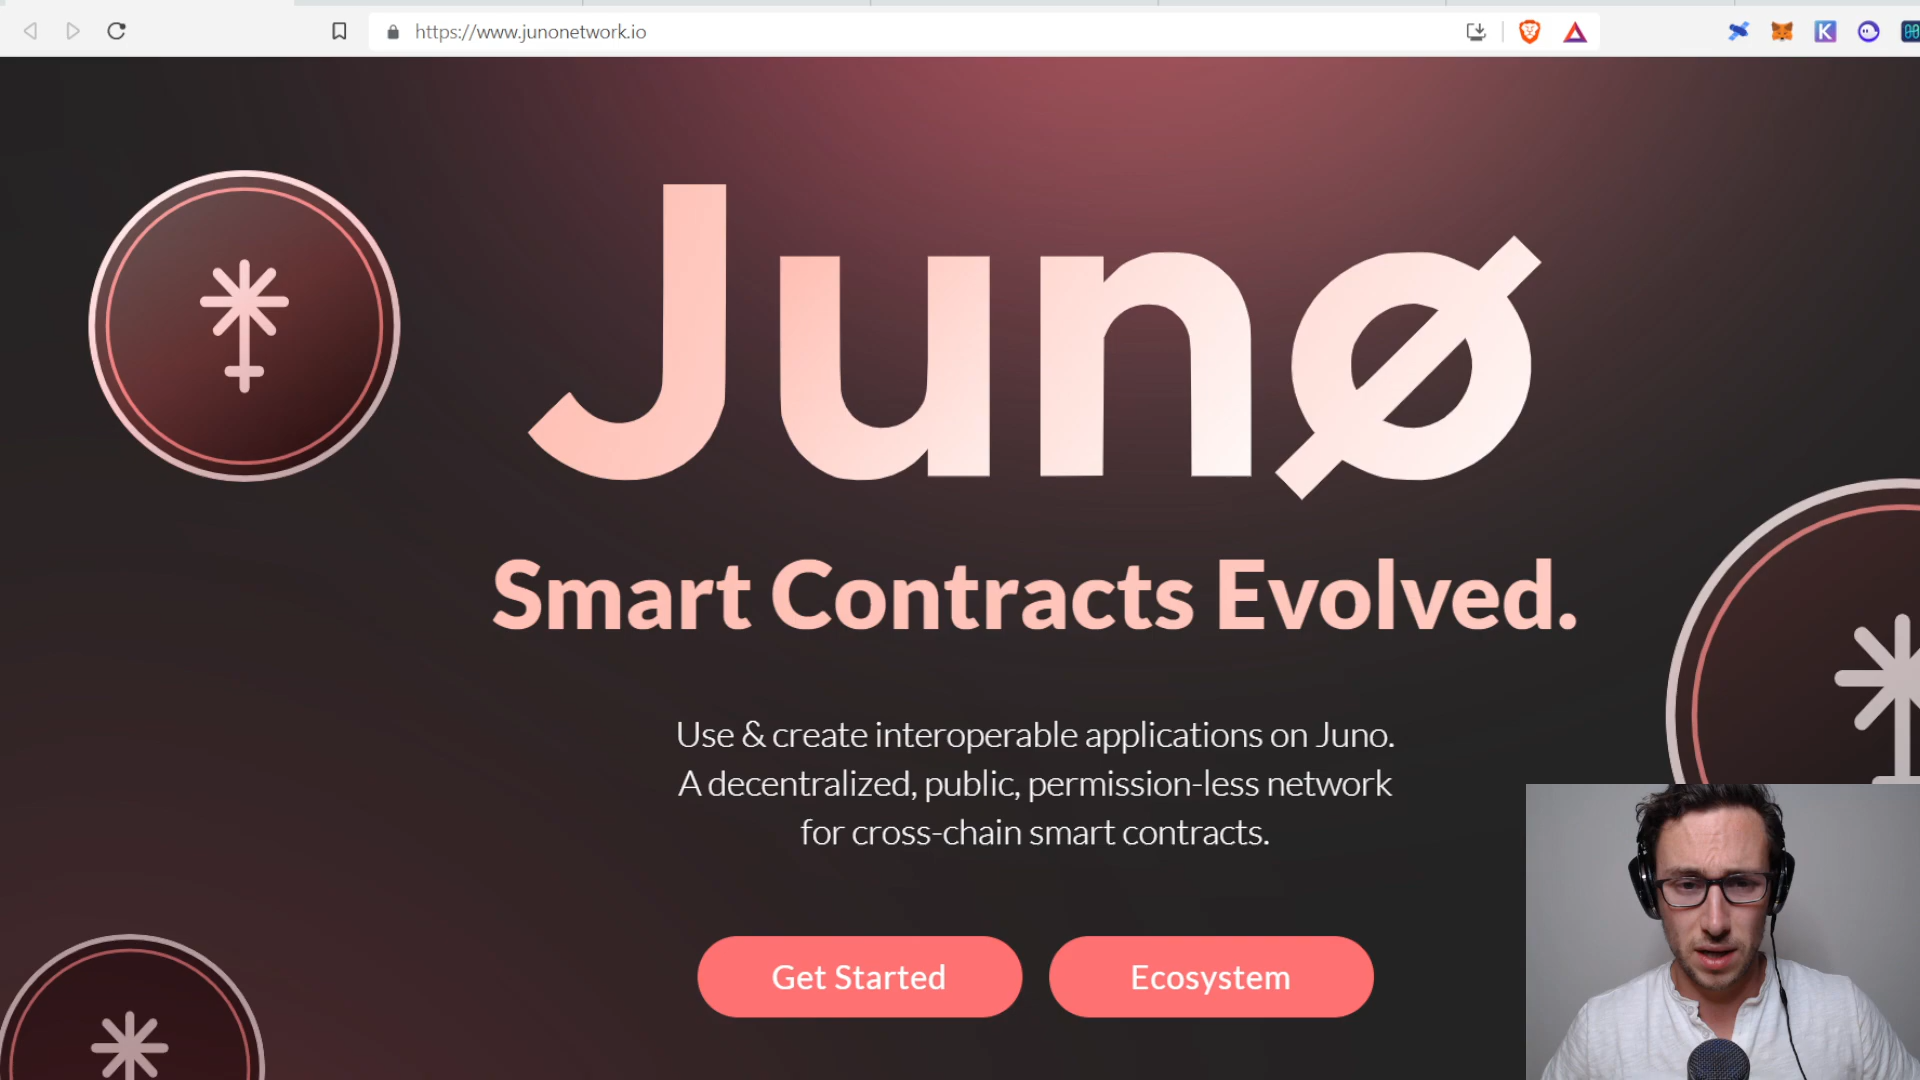 https://www.junonetwork.io
K
Junø
Smart Contracts Evolved.
Use & create interoperable applications on Juno.
A decentralized, public, permission-less network
for cross-chain smart contracts.
Get Started
Ecosystem